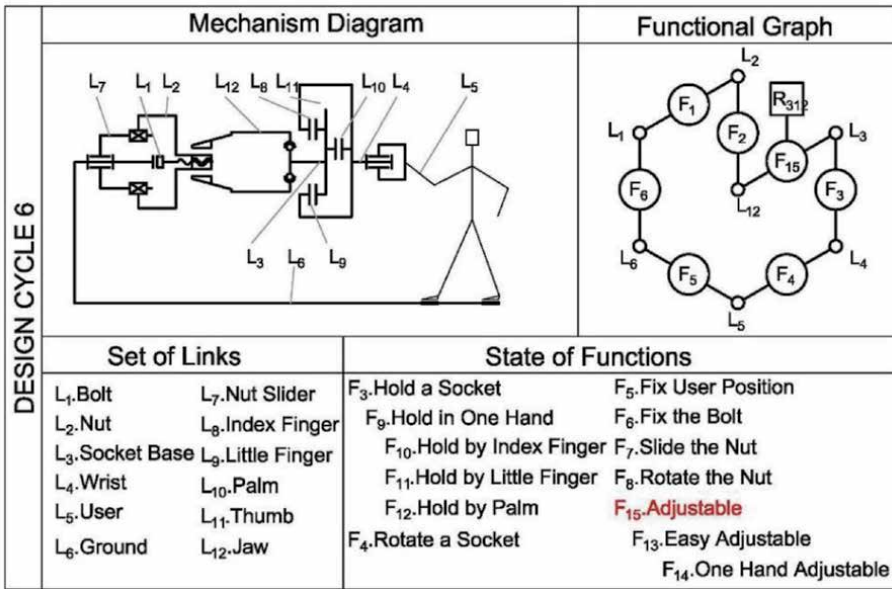 DESIGN CYCLE 6
Mechanism Diagram
L7 L1 L2 L12 L8 L11 L10 L4 L5
L3 L6 L9
Functional Graph
L2
F1
R312
L1
F2
L3
F15
F6
L12
F3
L6
L4
F5
F4
L5
Set of Links
L1.Bolt
L2.Nut
L3.Socket Base
L4.Wrist
L5.User
L6.Ground
L7.Nut Slider
L8.Index Finger
L9.Little Finger
L10.Palm
L11.Thumb
L12.Jaw
State of Functions
F3.Hold a Socket
F9.Hold in One Hand
F10.Hold by Index Finger
F11.Hold by Little Finger
F12.Hold by Palm
F4.Rotate a Socket
F5.Fix User Position
F6.Fix the Bolt
F7.Slide the Nut
F8.Rotate the Nut
F15.Adjustable
F13.Easy Adjustable
F14.One Hand Adjustable